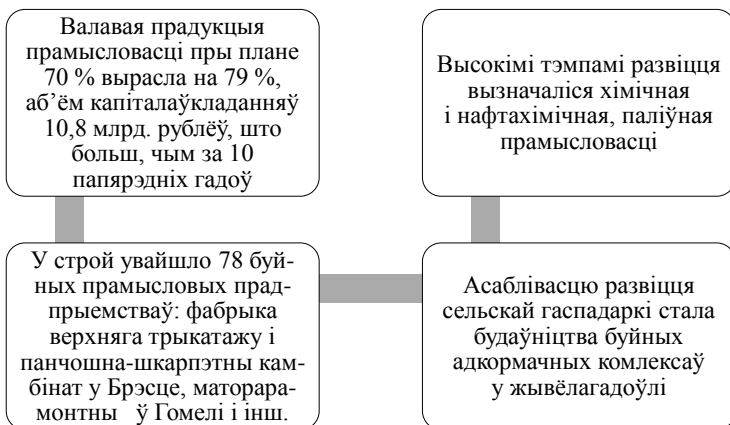 Валавая прадукцыя
прамысловасці пры плане
70 % вырасла на 79 %,
аб’ём капіталаўкладанняў
10,8 млрд. рублёў, што
больш, чым за 10
папярэдніх гадоў
У строй увайшло 78 буй-
ных прамысловых прад-
прыемстваў: фабрыка
верхняга трыкатажу і
панчошна-шкарпэтны кам-
бінат у Брэсце, маторара-
монтны ў Гомелі і інш.
Асаблівасцю развіцця
сельскай гаспадаркі стала
будаўніцтва буйных
адкормачных комлексаў
у жывёлагадоўлі
Высокімі тэмпамі развіцця
вызначаліся хімічная
і нафтахімічная, паліўная
прамысловасці